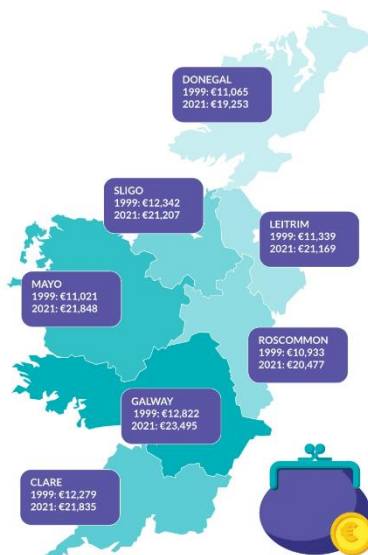 DONEGAL
1999: €11,065
2021: €19,253
SLIGO
1999: €12,342
2021: €21,207
LEITRIM
1999: €11,339
2021: €21,169
MAYO
1999: €11,021
2021: €21,848
ROSCOMMON
1999: €10,933
2021: €20,477
GALWAY
1999: €12,822
2021: €23,495
CLARE
1999: €12,279
2021: €21,835
€